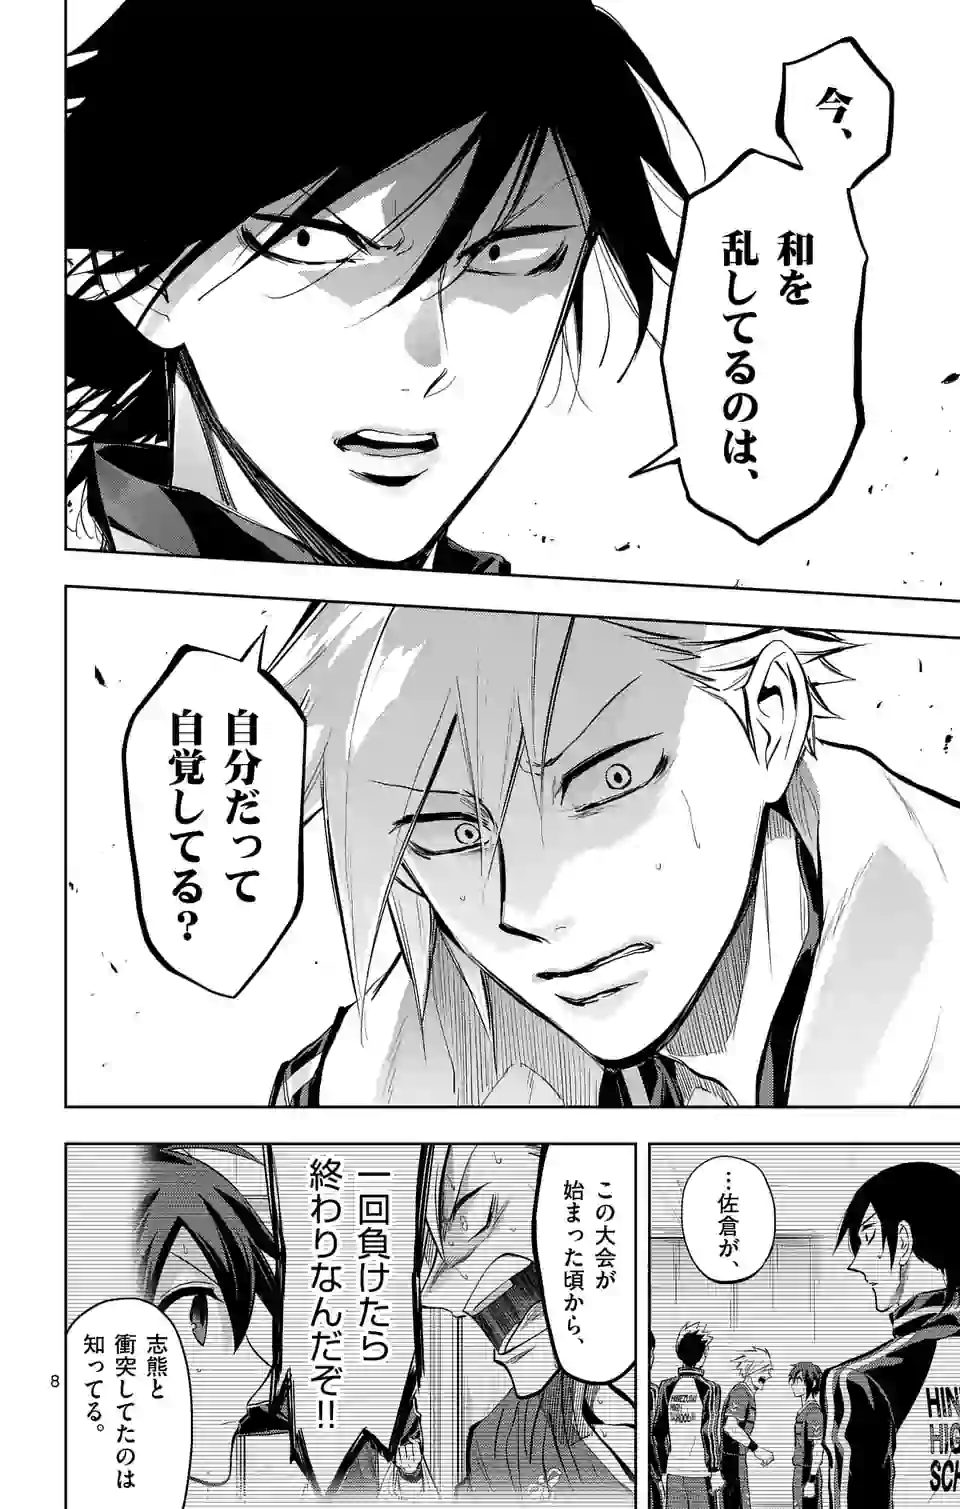 今、
和を
乱してるのは、
自分だって
自覚してる？
…佐倉が、
この大会が
始まった頃から、
一回負けたら
終わりなんだぞ!!
志熊と
衝突してたのは
知ってる。
HIN
HIG
SCH
8